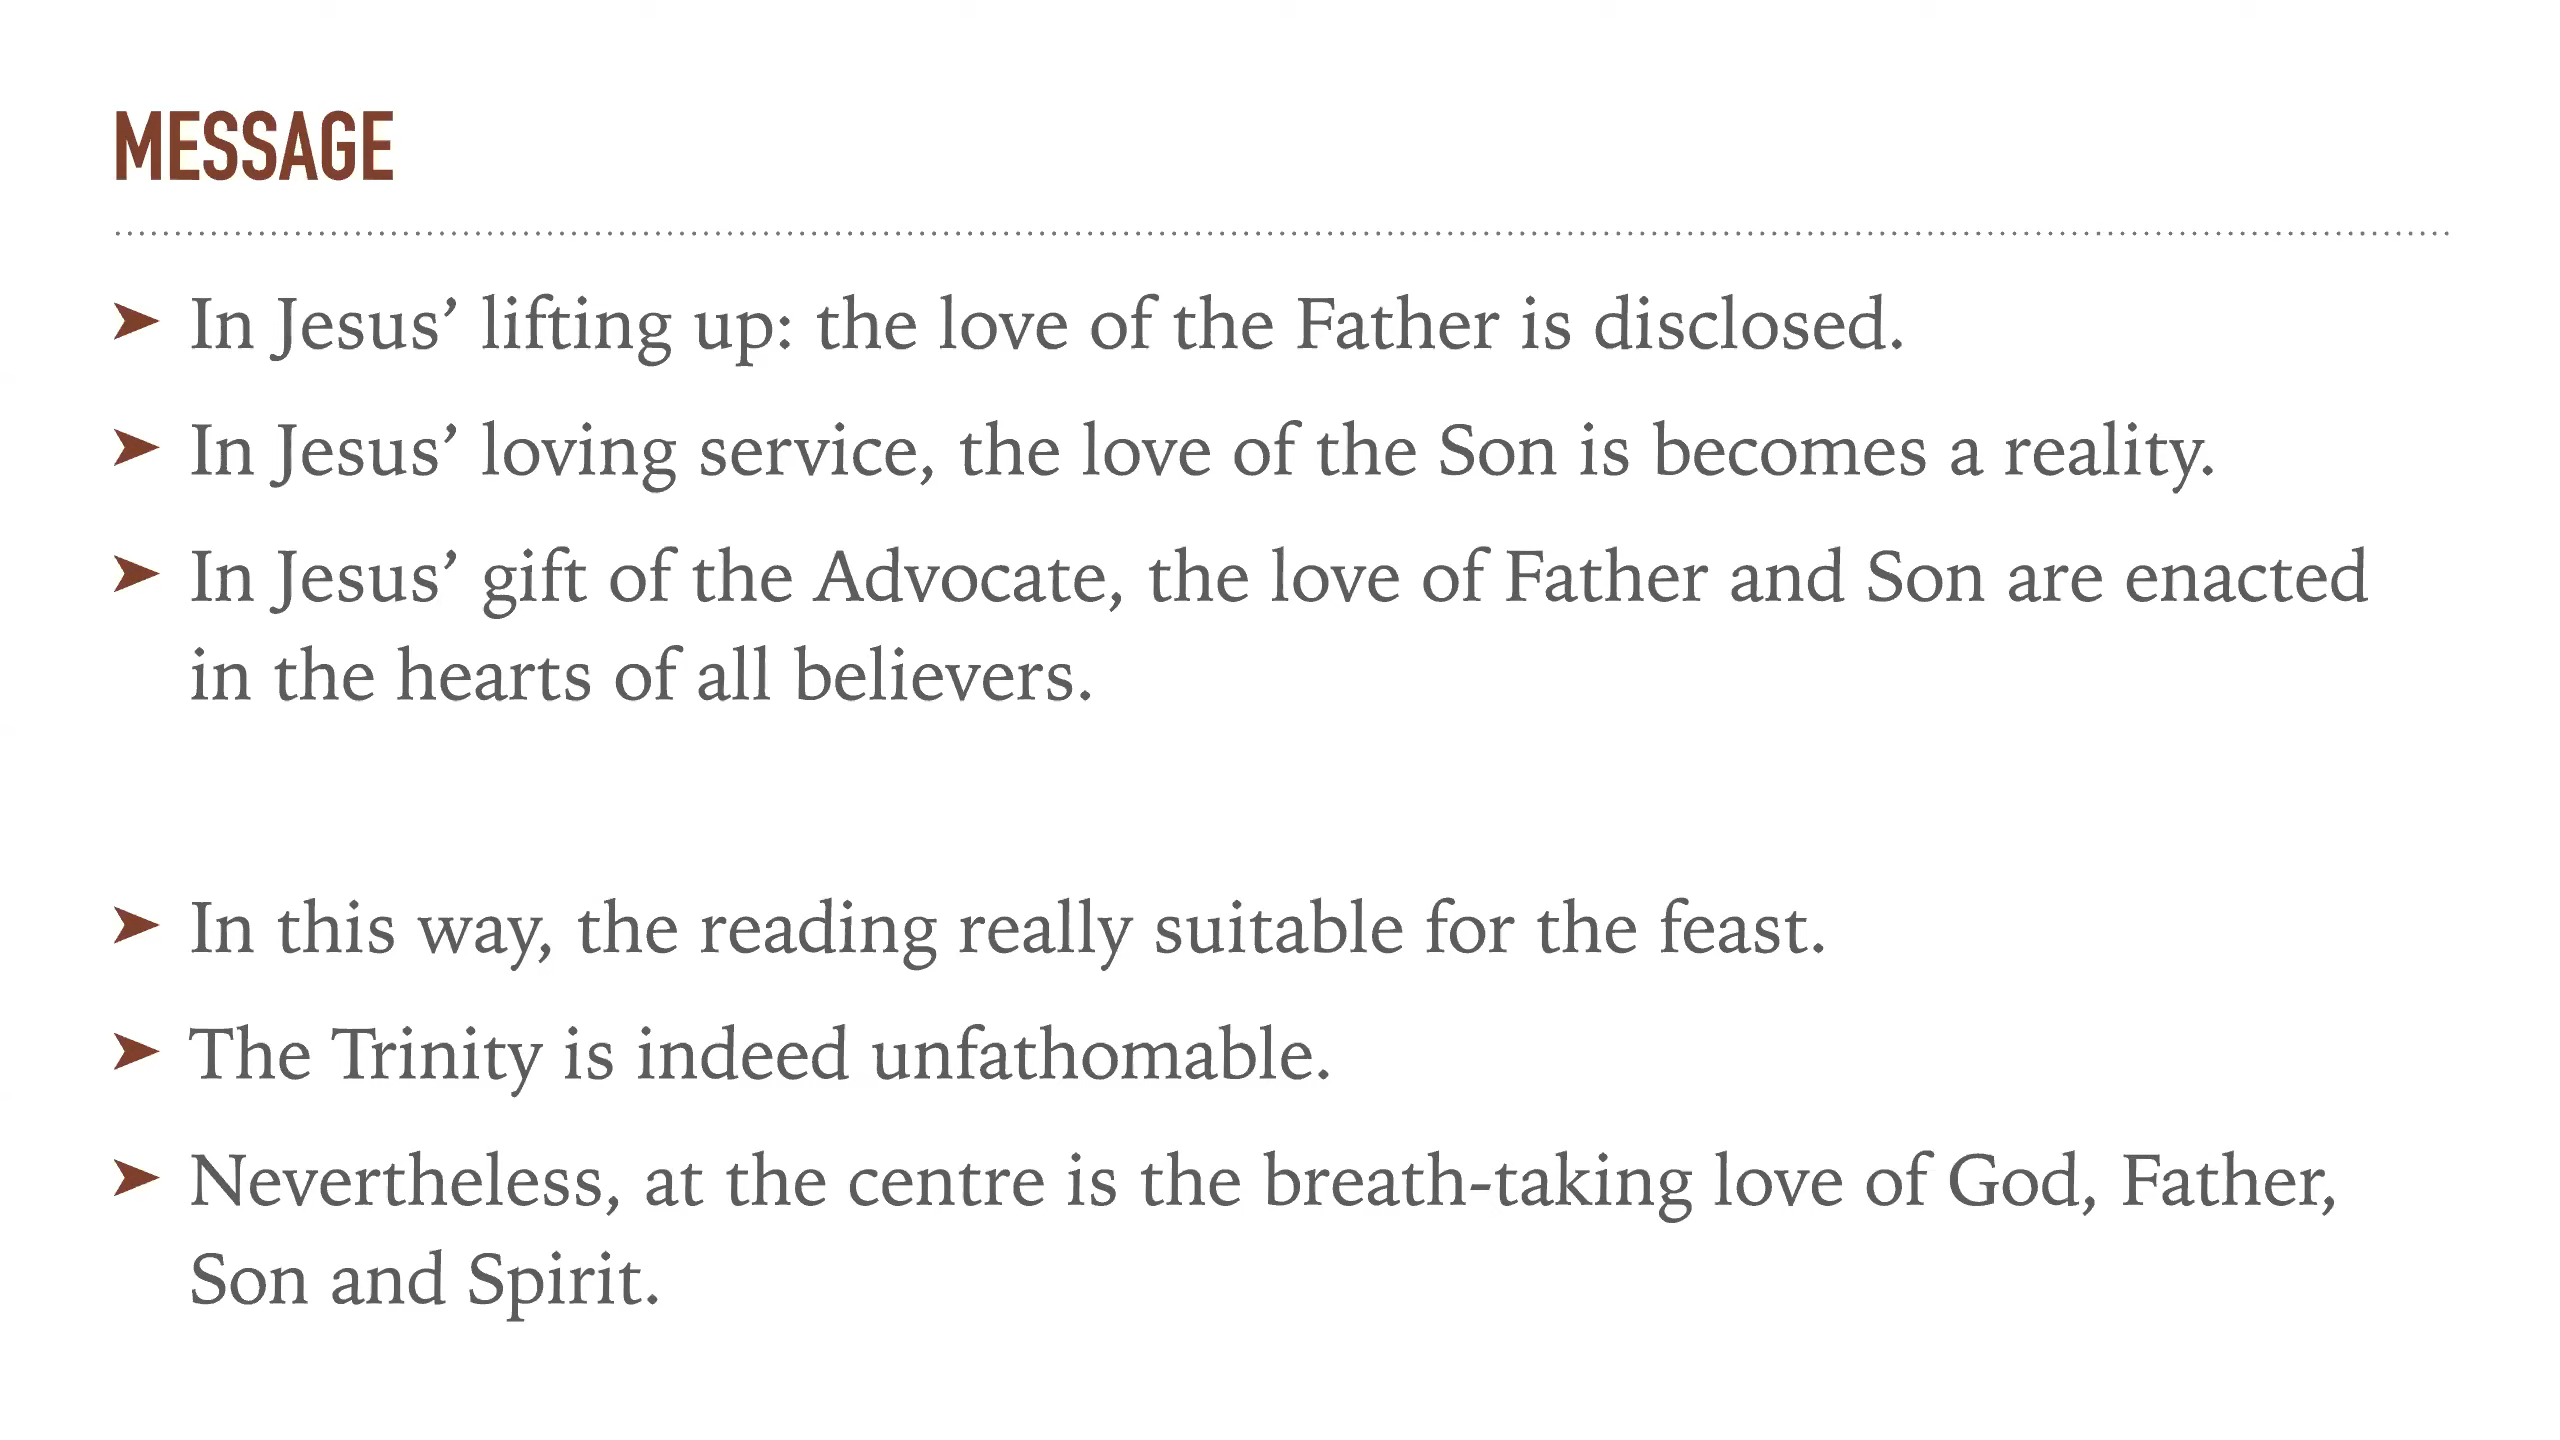 MESSAGE
➤ In Jesus’ lifting up: the love of the Father is disclosed.
➤ In Jesus’ loving service, the love of the Son is becomes a reality.
➤ In Jesus’ gift of the Advocate, the love of Father and Son are enacted
in the hearts of all believers.
➤ In this way, the reading really suitable for the feast.
➤ The Trinity is indeed unfathomable.
➤ Nevertheless, at the centre is the breath-taking love of God, Father,
Son and Spirit.